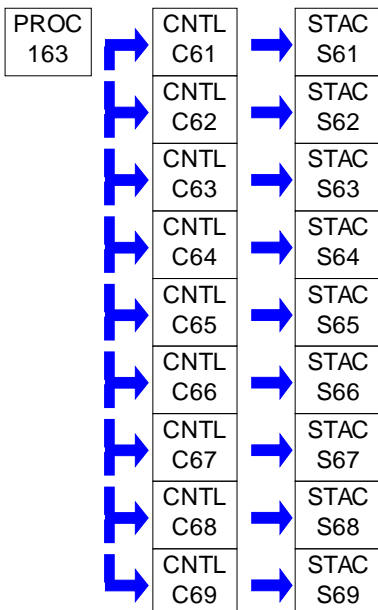 PROC
163
CNTL
C61
STAC
S61
CNTL
C62
STAC
S62
CNTL
C63
STAC
S63
CNTL
C64
STAC
S64
CNTL
C65
STAC
S65
CNTL
C66
STAC
S66
CNTL
C67
STAC
S67
CNTL
C68
STAC
S68
CNTL
C69
STAC
S69